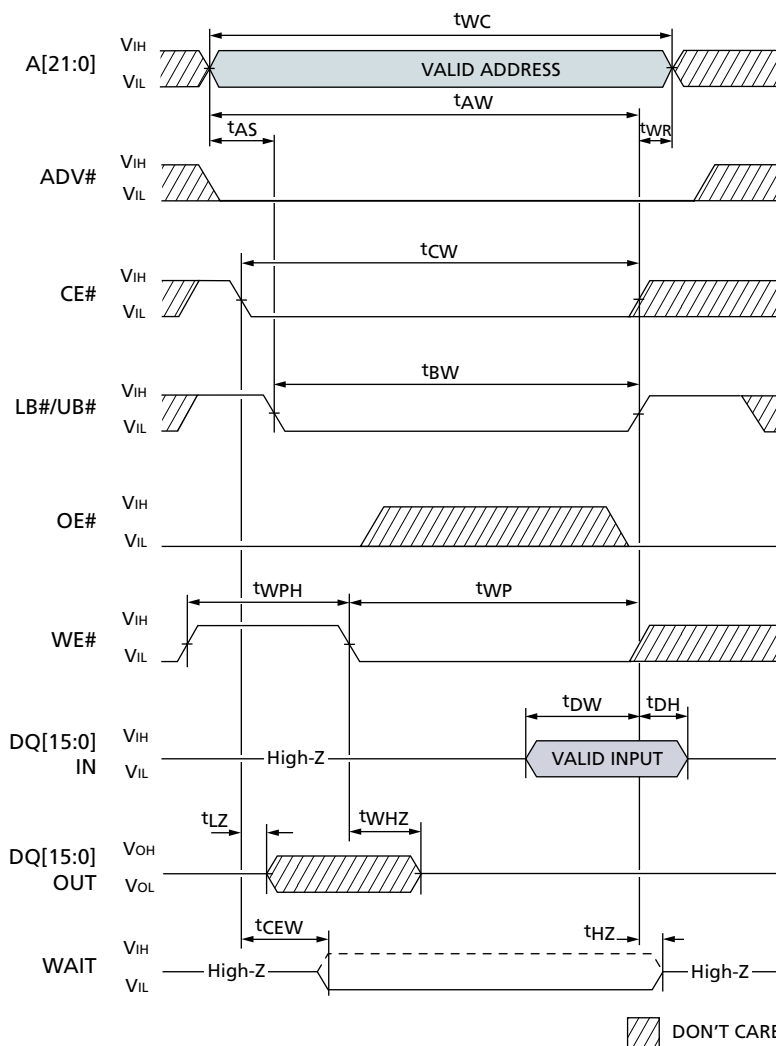 tWC
A[21:0] VIH VIL VALID ADDRESS
tAW
tAS tWR
ADV# VIH VIL
tCW
CE# VIH VIL
tBW
LB#/UB# VIH VIL
OE# VIH VIL
tWPH tWP
WE# VIH VIL
tDW tDH
DQ[15:0] IN VIH VIL High-Z VALID INPUT
tLZ tWHZ
DQ[15:0] OUT VOH VOL
tCEW tHZ
WAIT VIH VIL High-Z High-Z
DON'T CARE